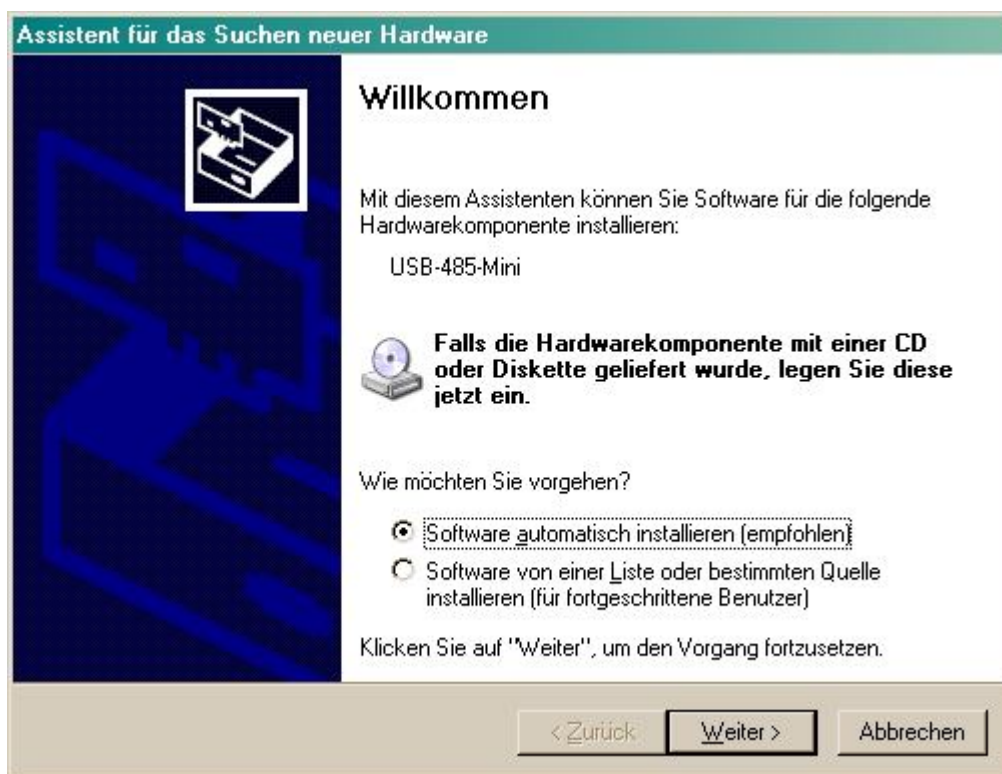 Assistent für das Suchen neuer Hardware
Willkommen
Mit diesem Assistenten können Sie Software für die folgende
Hardwarekomponente installieren:
USB-485-Mini
Falls die Hardwarekomponente mit einer CD
oder Diskette geliefert wurde, legen Sie diese
jetzt ein.
Wie möchten Sie vorgehen?
Software automatisch installieren (empfohlen)
Software von einer Liste oder bestimmten Quelle
installieren (für fortgeschrittene Benutzer)
Klicken Sie auf "Weiter", um den Vorgang fortzusetzen.
< Zurück Weiter > Abbrechen